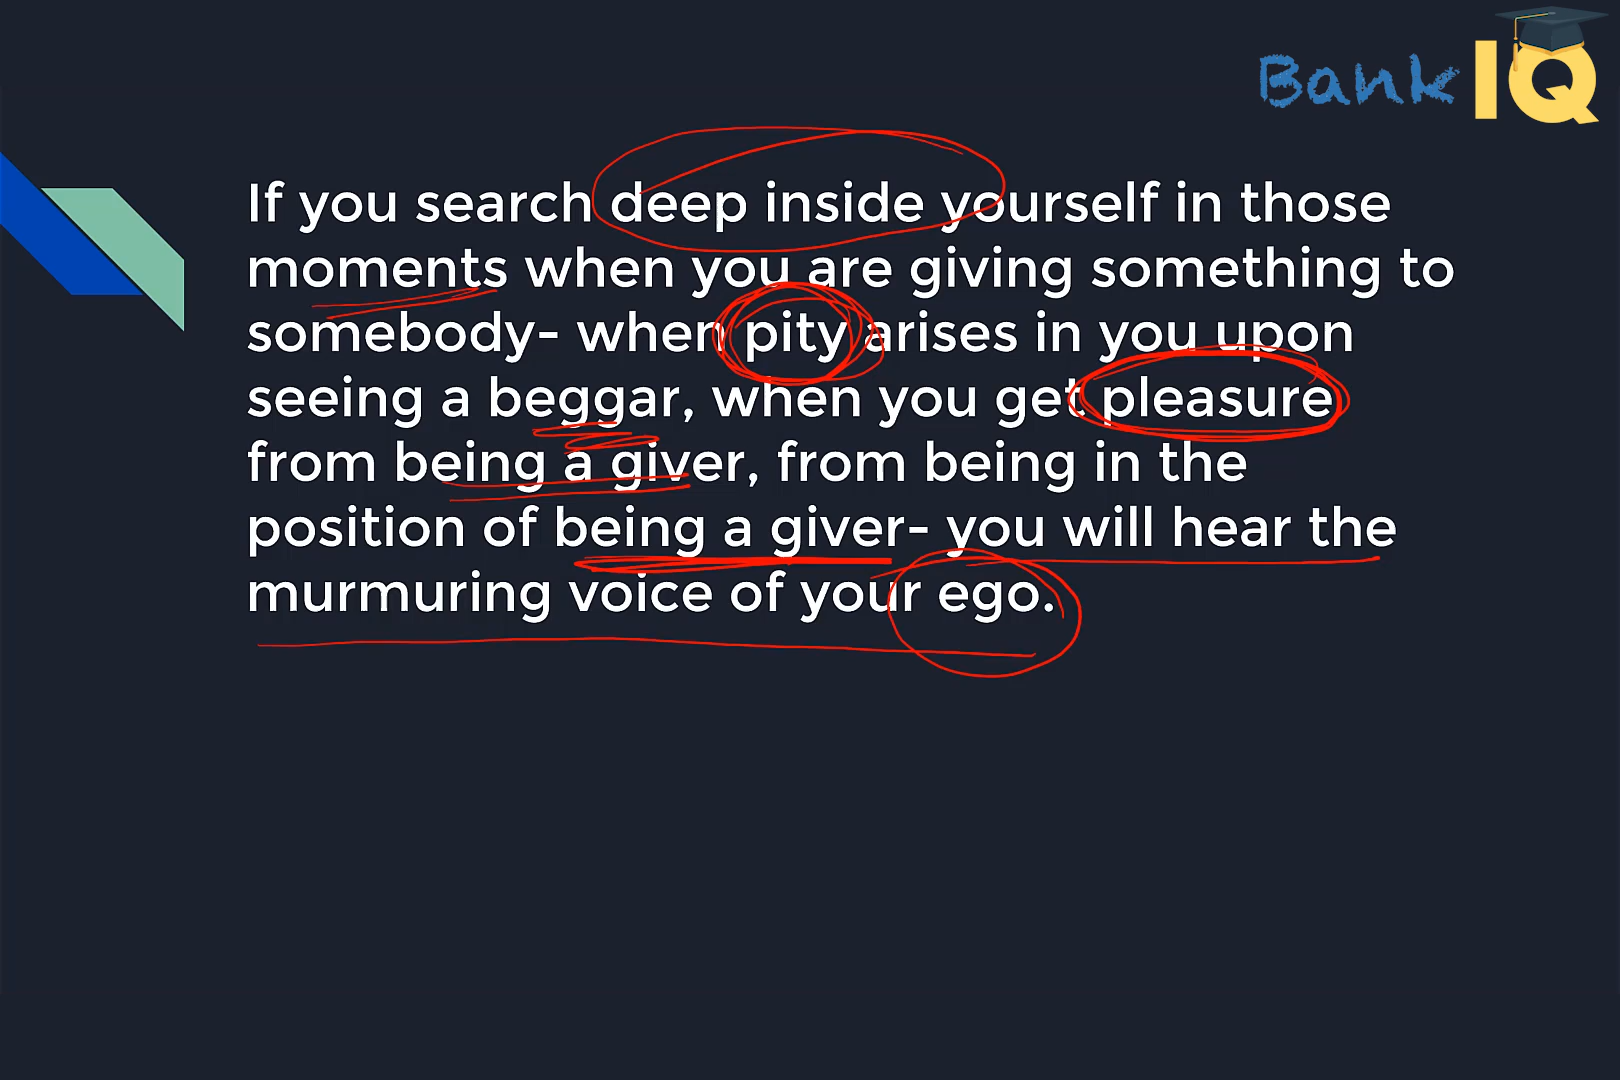 Bank IQ
If you search deep inside yourself in those
moments when you are giving something to
somebody- when pity arises in you upon
seeing a beggar, when you get pleasure
from being a giver, from being in the
position of being a giver- you will hear the
murmuring voice of your ego.